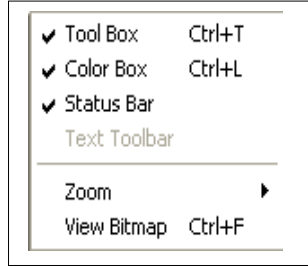 Tool Box Ctrl+T
Color Box Ctrl+L
Status Bar
Text Toolbar
Zoom
View Bitmap Ctrl+F